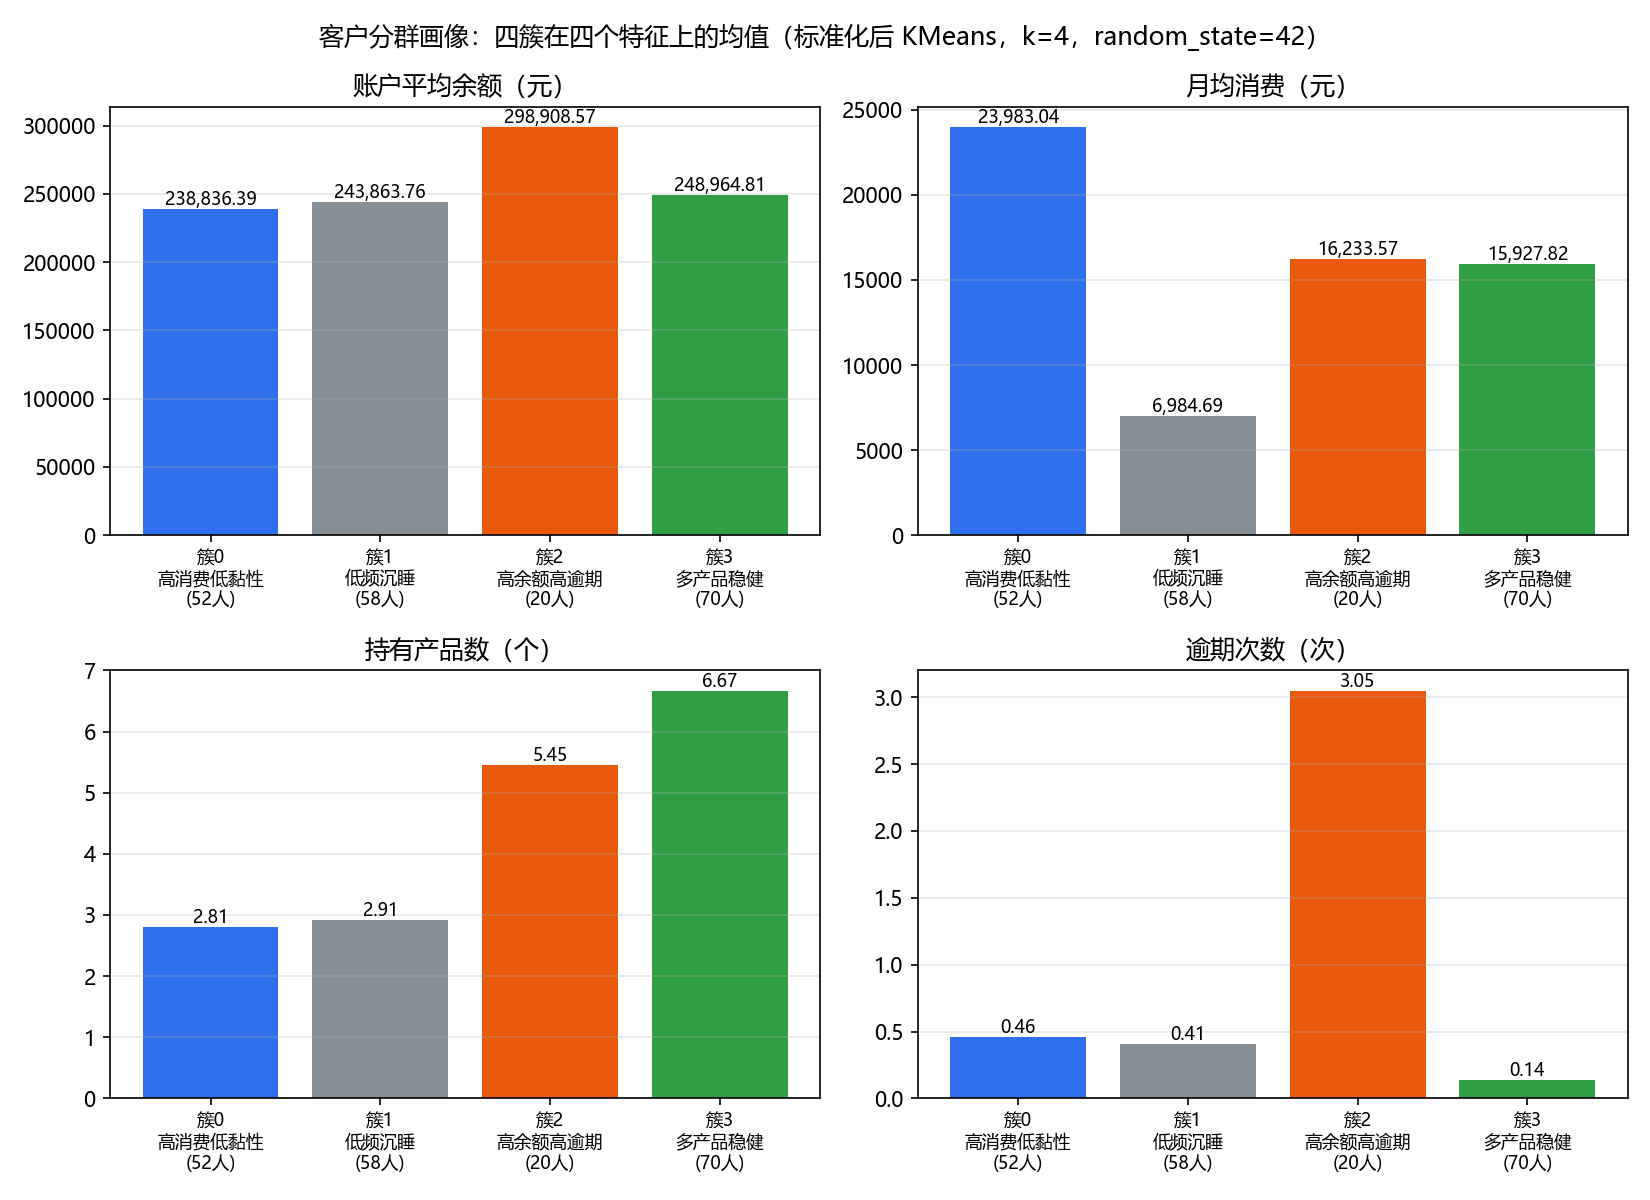 客户分群画像：四簇在四个特征上的均值（标准化后 KMeans，k=4，random_state=42）
账户平均余额（元）
300000
250000
200000
150000
100000
50000
0
238,836.39
243,863.76
298,908.57
248,964.81
簇0
高消费低黏性
(52人)
簇1
低频沉睡
(58人)
簇2
高余额高逾期
(20人)
簇3
多产品稳健
(70人)
月均消费（元）
25000
20000
15000
10000
5000
0
23,983.04
6,984.69
16,233.57
15,927.82
簇0
高消费低黏性
(52人)
簇1
低频沉睡
(58人)
簇2
高余额高逾期
(20人)
簇3
多产品稳健
(70人)
持有产品数（个）
7
6
5
4
3
2
1
0
2.81
2.91
5.45
6.67
簇0
高消费低黏性
(52人)
簇1
低频沉睡
(58人)
簇2
高余额高逾期
(20人)
簇3
多产品稳健
(70人)
逾期次数（次）
3.0
2.5
2.0
1.5
1.0
0.5
0.0
0.46
0.41
3.05
0.14
簇0
高消费低黏性
(52人)
簇1
低频沉睡
(58人)
簇2
高余额高逾期
(20人)
簇3
多产品稳健
(70人)